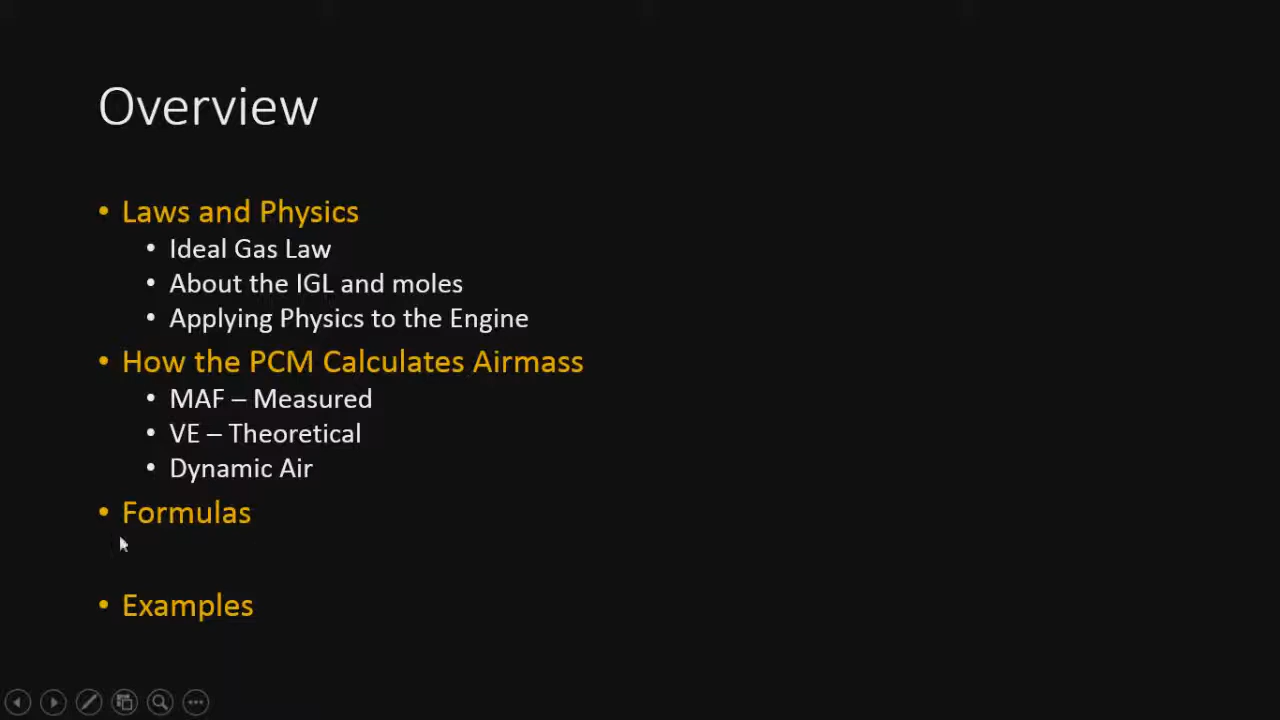 Overview
• Laws and Physics
• Ideal Gas Law
• About the IGL and moles
• Applying Physics to the Engine
• How the PCM Calculates Airmass
• MAF – Measured
• VE – Theoretical
• Dynamic Air
• Formulas
• Examples